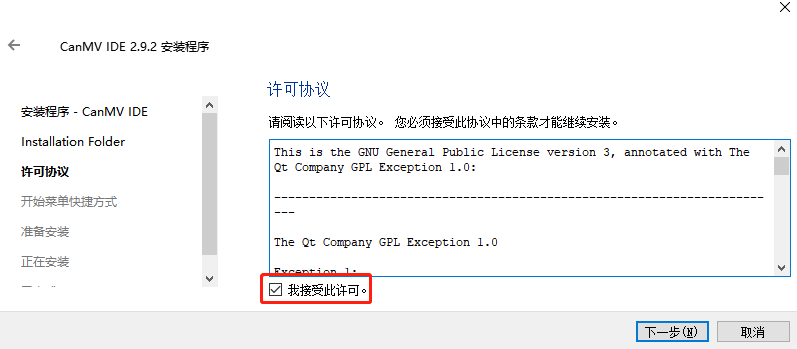 CanMV IDE 2.9.2 安装程序
安装程序 - CanMV IDE
Installation Folder
许可协议
开始菜单快捷方式
准备安装
正在安装
许可协议
请阅读以下许可协议。 您必须接受此协议中的条款才能继续安装。
This is the GNU General Public License version 3, annotated with The
Qt Company GPL Exception 1.0:
-----------------------------------------------------------------------
---
The Qt Company GPL Exception 1.0
Exception 1:
我接受此许可。
下一步(N)
取消